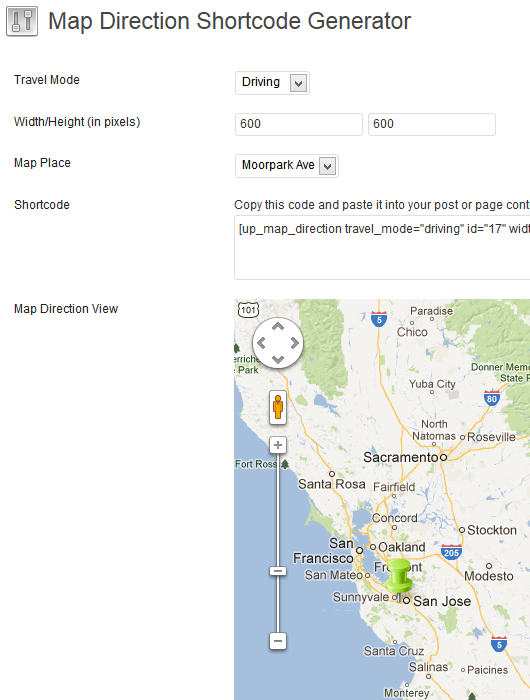 Map Direction Shortcode Generator
Travel Mode
Driving
Width/Height (in pixels)
600
600
Map Place
Moorpark Ave
Shortcode
Copy this code and paste it into your post or page cont
[up_map_direction travel_mode="driving" id="17" widt
Map Direction View
101
Paradise
5
Chico
erriche
e Park
Donner Memo
State F
Yuba City
80
North
Natomas
Roseville
Sacramento
Fort Ross
Santa Rosa
Fairfield
Concord
Stockton
San
Francisco
Oakland
205
Fr
nt
San Mateo
Modesto
Sunnyvale
San Jose
Santa Cruz
5
Salinas
Paicines
Monterey